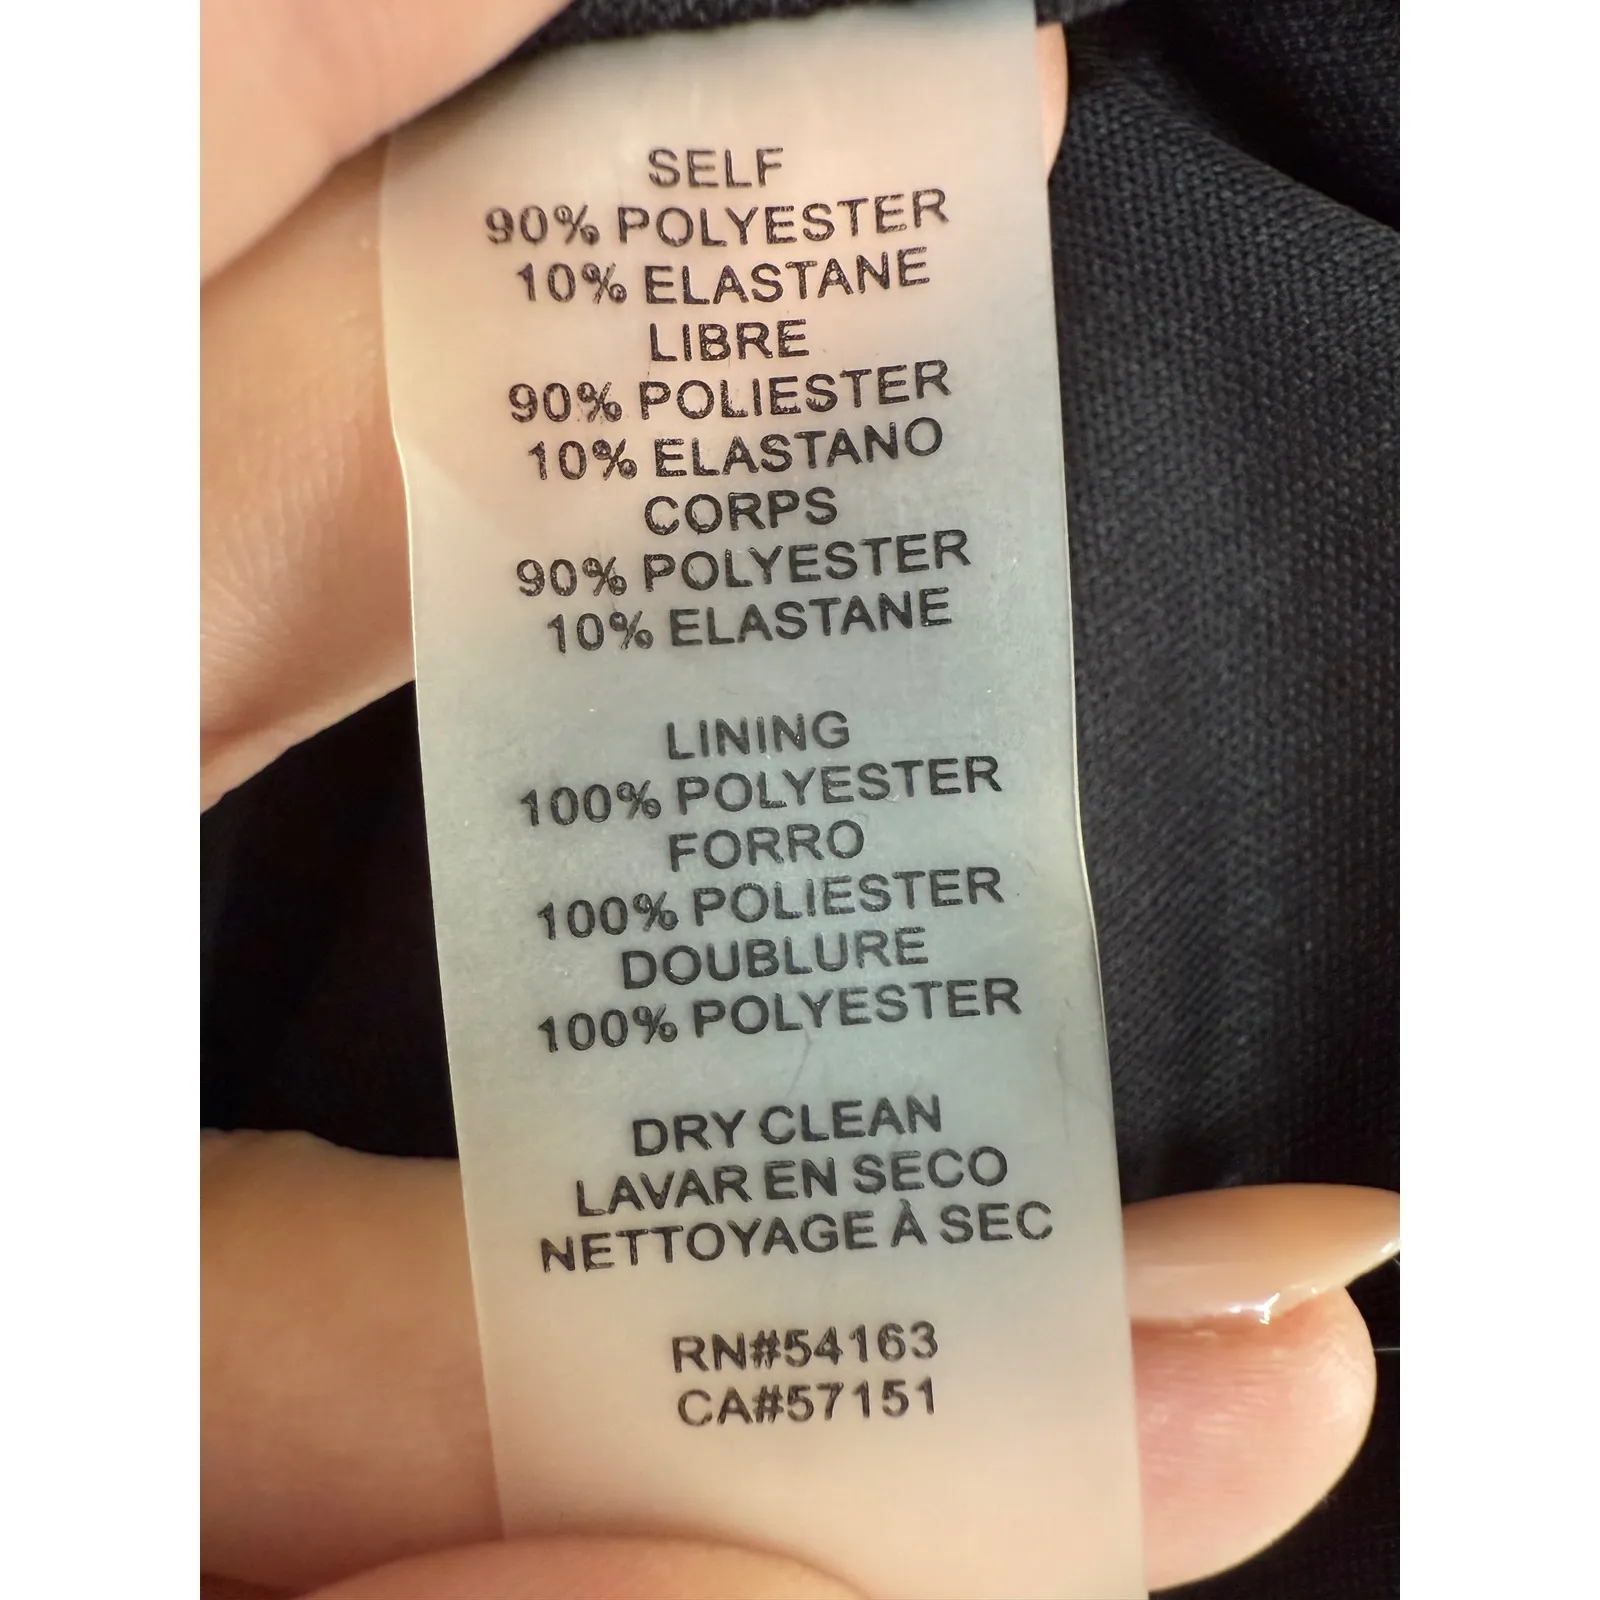 SELF
90% POLYESTER
10% ELASTANE
LIBRE
90% POLIESTER
10% ELASTANO
CORPS
90% POLYESTER
10% ELASTANE
LINING
100% POLYESTER
FORRO
100% POLIESTER
DOUBLURE
100% POLYESTER
DRY CLEAN
LAVAR EN SECO
NETTOYAGE À SEC
RN#54163
CA#57151